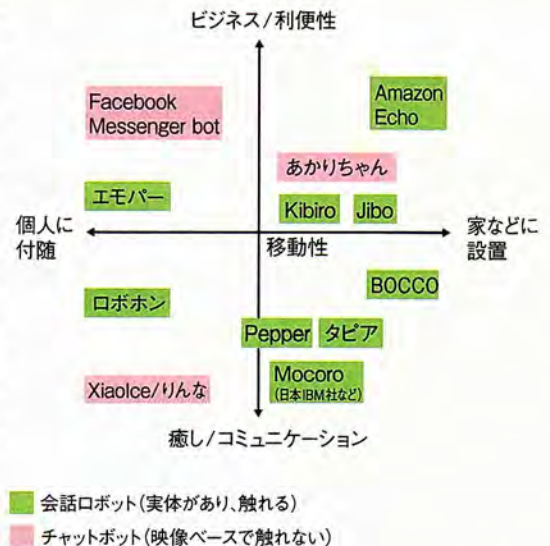 ビジネス/利便性
Facebook
Messenger bot
Amazon
Echo
あかりちゃん
エモパー
Kibiro
Jibo
個人に
付随
移動性
家などに
設置
BOCCO
ロボホン
Pepper
タピア
XiaoIce/りんな
Mocoro
(日本IBM社など)
癒し/コミュニケーション
会話ロボット(実体があり、触れる)
チャットボット(映像ベースで触れない)